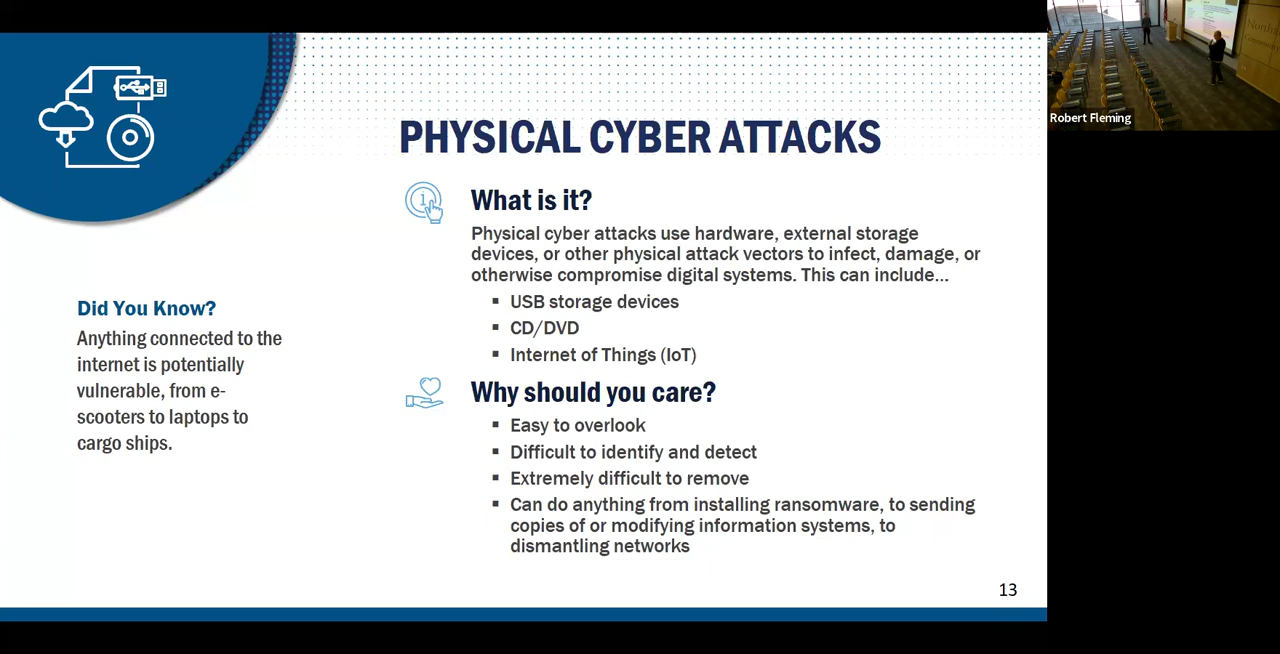 PHYSICAL CYBER ATTACKS
What is it?
Physical cyber attacks use hardware, external storage
devices, or other physical attack vectors to infect, damage, or
otherwise compromise digital systems. This can include...
▪ USB storage devices
▪ CD/DVD
▪ Internet of Things (IoT)
Why should you care?
▪ Easy to overlook
▪ Difficult to identify and detect
▪ Extremely difficult to remove
▪ Can do anything from installing ransomware, to sending
copies of or modifying information systems, to
dismantling networks
Did You Know?
Anything connected to the
internet is potentially
vulnerable, from e-
scooters to laptops to
cargo ships.
13
Robert Fleming